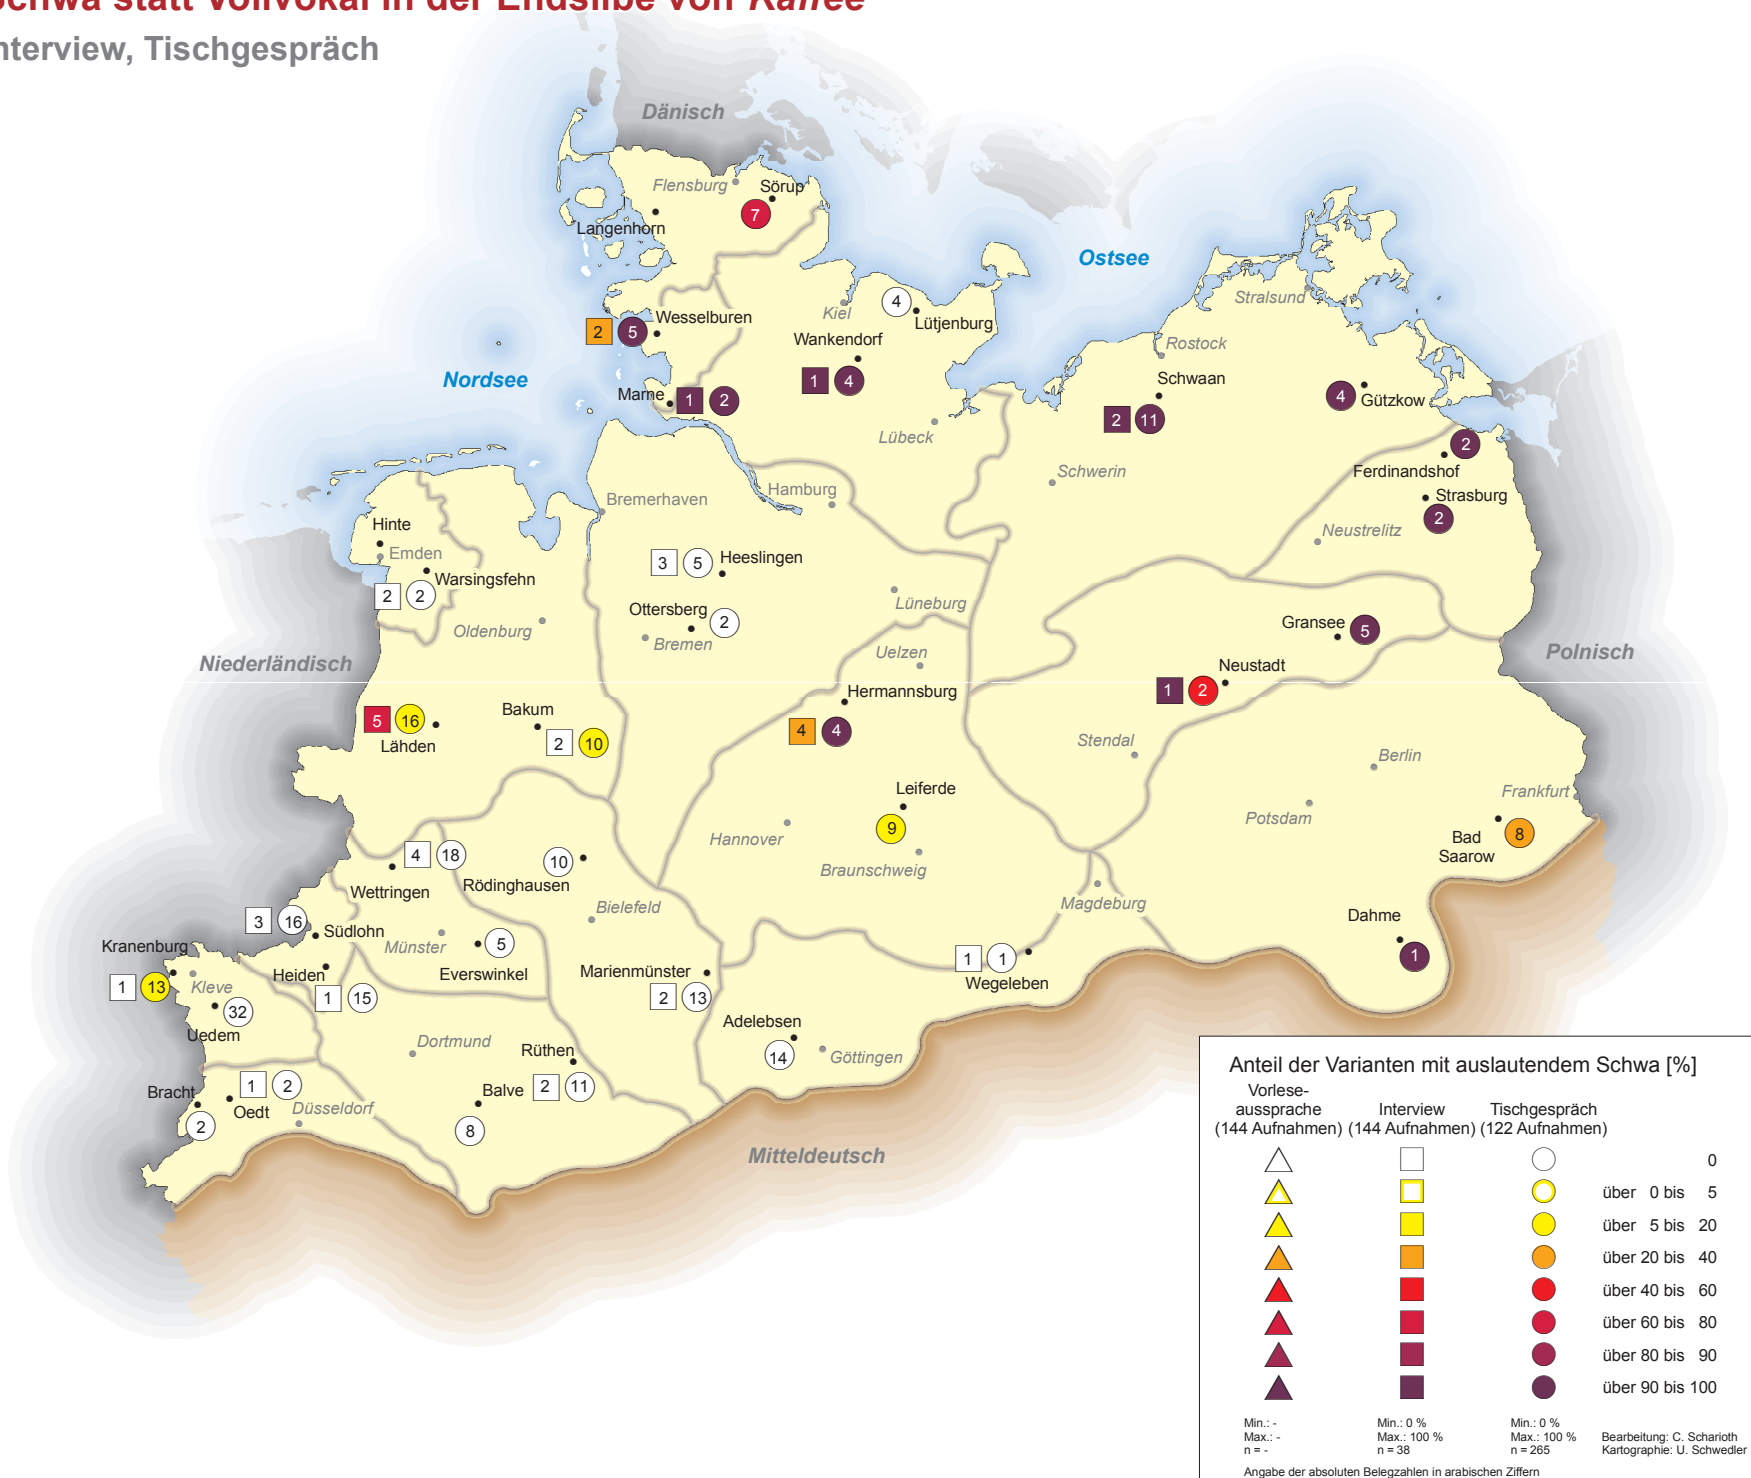 Schwa statt Vollvokal in der Endsilbe von Kaffee
Interview, Tischgespräch
Dänisch
Flensburg
Sörup
7
Langenhorn
Ostsee
Stralsund
4
Kiel
Lütjenburg
Wesselburen
2 5
Wankendorf
Rostock
Nordsee
1 4
Schwaan
Marne
1 2
4
Gützkow
2 11
Lübeck
2
Schwerin
Ferdinandshof
Hamburg
Bremerhaven
Strasburg
2
Hinte
Neustrelitz
Emden
3 5
Heeslingen
Warsingsfehn
2 2
Lüneburg
Ottersberg
2
Oldenburg
Bremen
Gransee
5
Uelzen
Niederländisch
Polnisch
Neustadt
1 2
Hermannsburg
Bakum
5 16
Lähden
2 10
4 4
Stendal
Berlin
Leiferde
Frankfurt
9
Hannover
Potsdam
Bad
Saarow
8
4 18
10
Braunschweig
Wettringen
Rödinghausen
Magdeburg
Bielefeld
3 16
Südlohn
Dahme
Kranenburg
Münster
5
1
Everswinkel
Marienmünster
1 1
Wegeleben
Heiden
1 13
Kleve
1 15
2 13
32
Uedem
Adelebsen
14
Göttingen
Dortmund
Rüthen
Bracht
1 2
Balve
2 11
Oedt
Düsseldorf
2
8
Mitteldeutsch
Anteil der Varianten mit auslautendem Schwa [%]
Vorlese-
aussprache Interview Tischgespräch
(144 Aufnahmen) (144 Aufnahmen) (122 Aufnahmen)
0
über 0 bis 5
über 5 bis 20
über 20 bis 40
über 40 bis 60
über 60 bis 80
über 80 bis 90
über 90 bis 100
Min.: - Min.: 0 % Min.: 0 %
Max.: - Max.: 100 % Max.: 100 % Bearbeitung: C. Scharioth
n = - n = 38 n = 265 Kartographie: U. Schwedler
Angabe der absoluten Belegzahlen in arabischen Ziffern